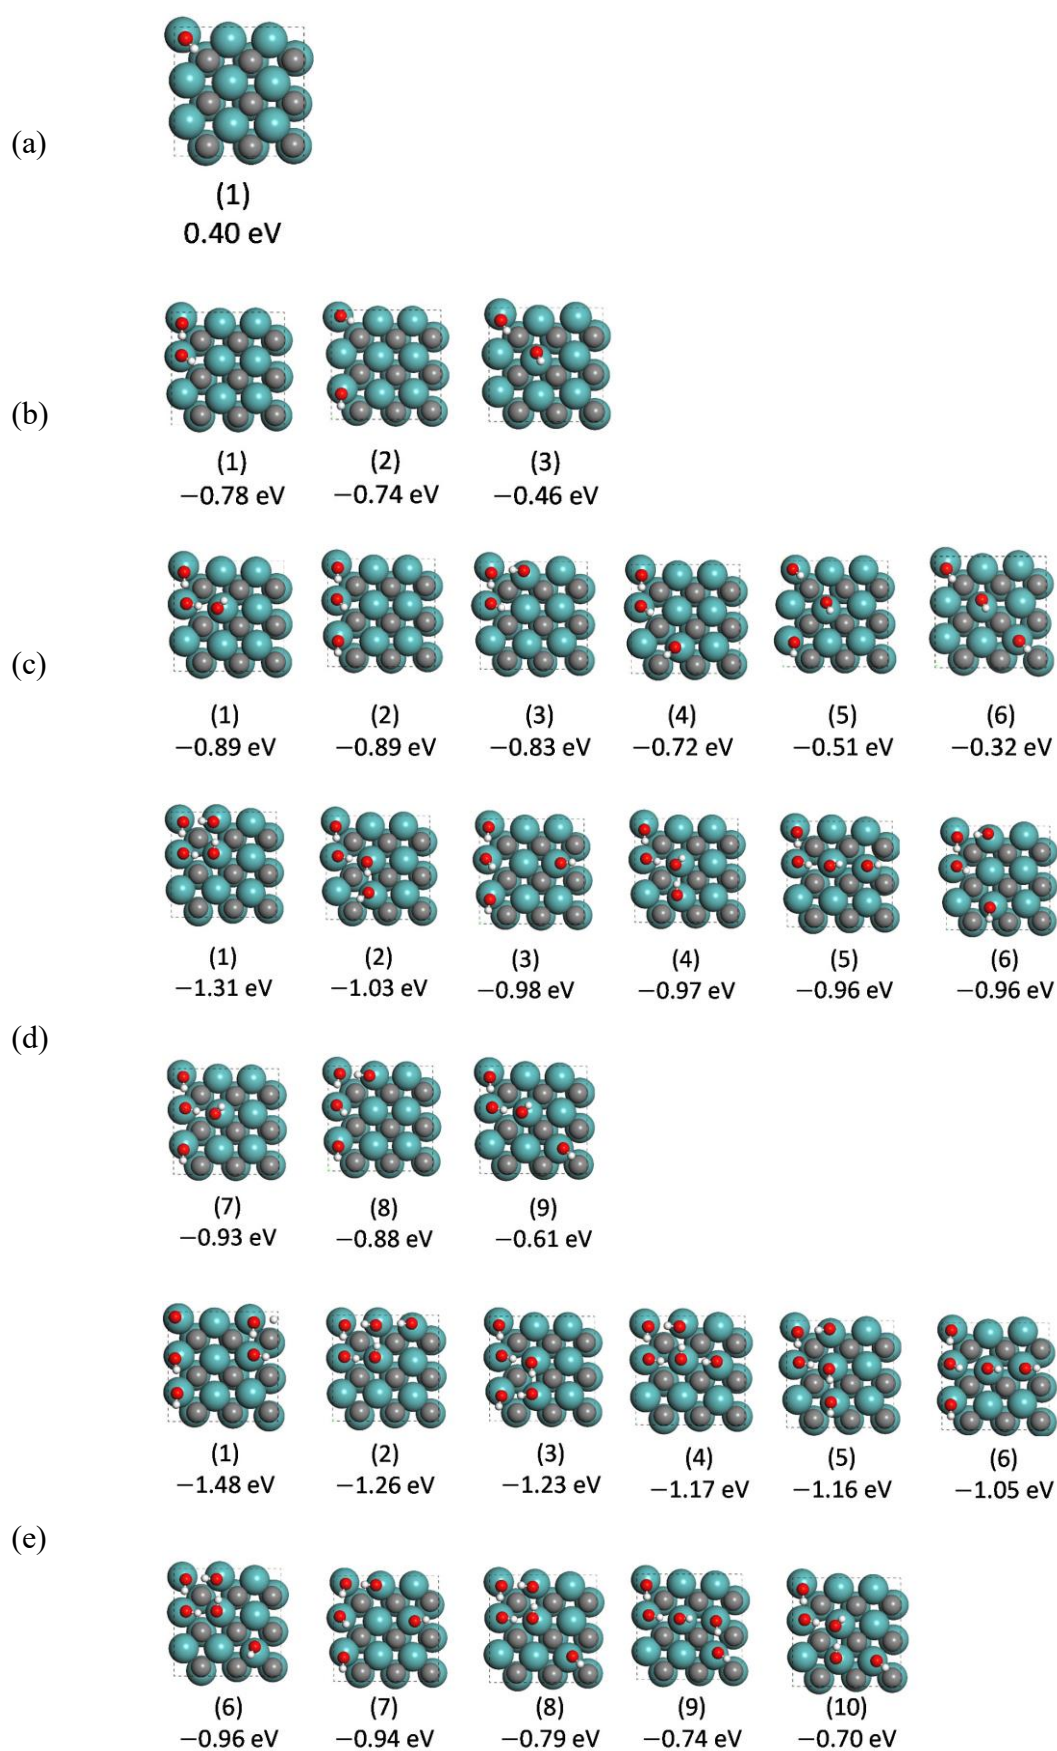 (a)
(1)
0.40 eV
(b)
(1) (2) (3)
−0.78 eV −0.74 eV −0.46 eV
(c)
(1) (2) (3) (4) (5) (6)
−0.89 eV −0.89 eV −0.83 eV −0.72 eV −0.51 eV −0.32 eV
(1) (2) (3) (4) (5) (6)
−1.31 eV −1.03 eV −0.98 eV −0.97 eV −0.96 eV −0.96 eV
(d)
(7) (8) (9)
−0.93 eV −0.88 eV −0.61 eV
(1) (2) (3) (4) (5) (6)
−1.48 eV −1.26 eV −1.23 eV −1.17 eV −1.16 eV −1.05 eV
(e)
(6) (7) (8) (9) (10)
−0.96 eV −0.94 eV −0.79 eV −0.74 eV −0.70 eV